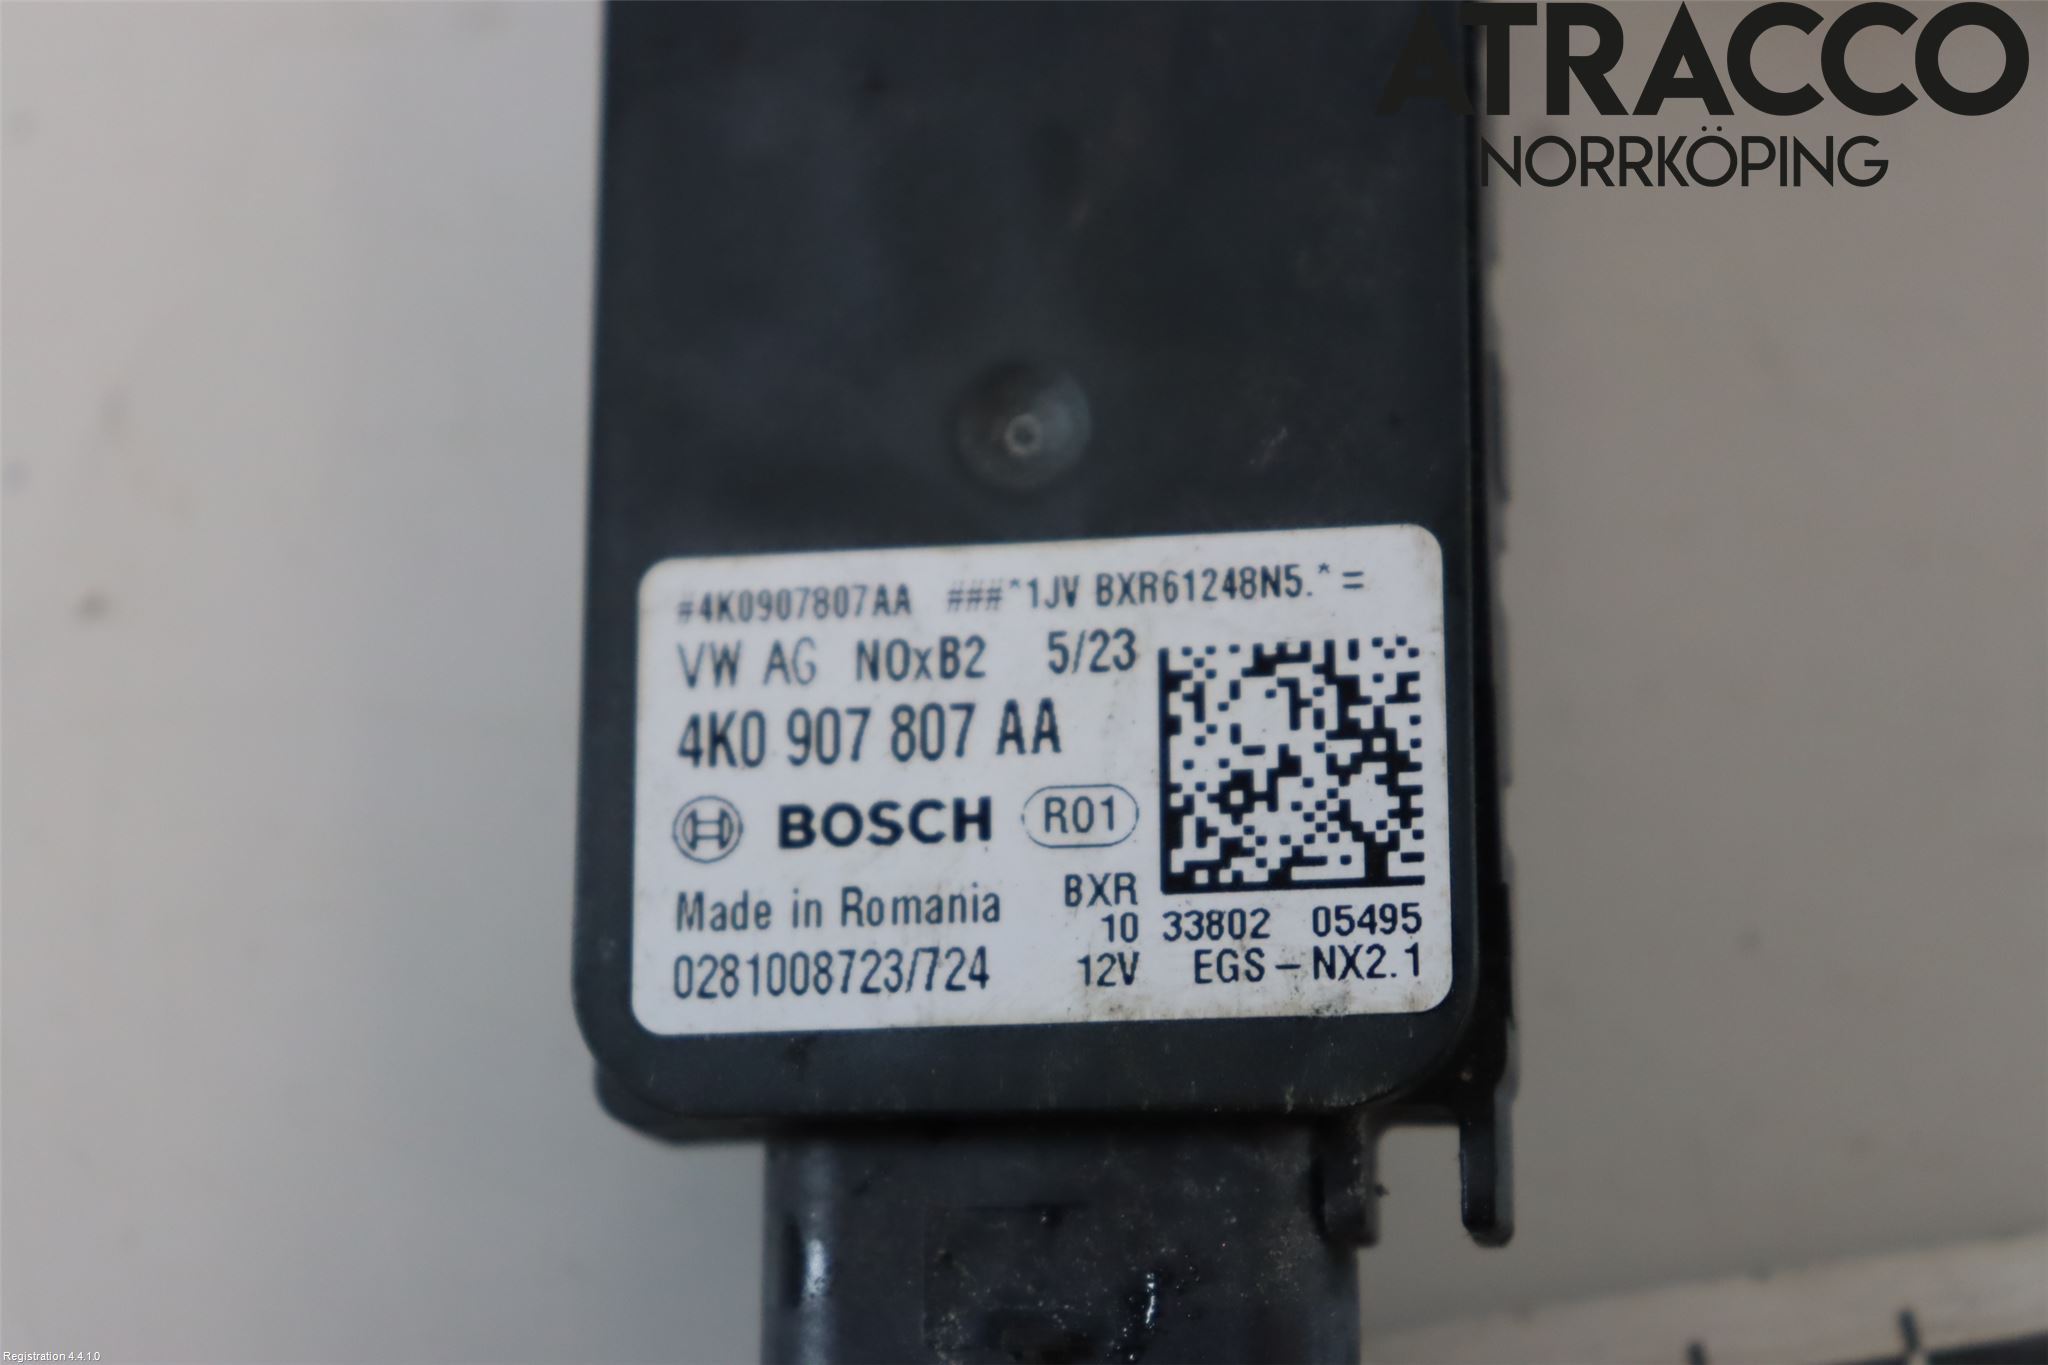 ATRACCO
NORRKÖPING
#4K0907807AA ###*1JV BXR61248N5.*=
VW AG NOxB2 5/23
4K0 907 807 AA
BOSCH R01
Made in Romania BXR
10 33802 05495
0281008723/724 12V EGS-NX2.1
Registration 4.4.1.0